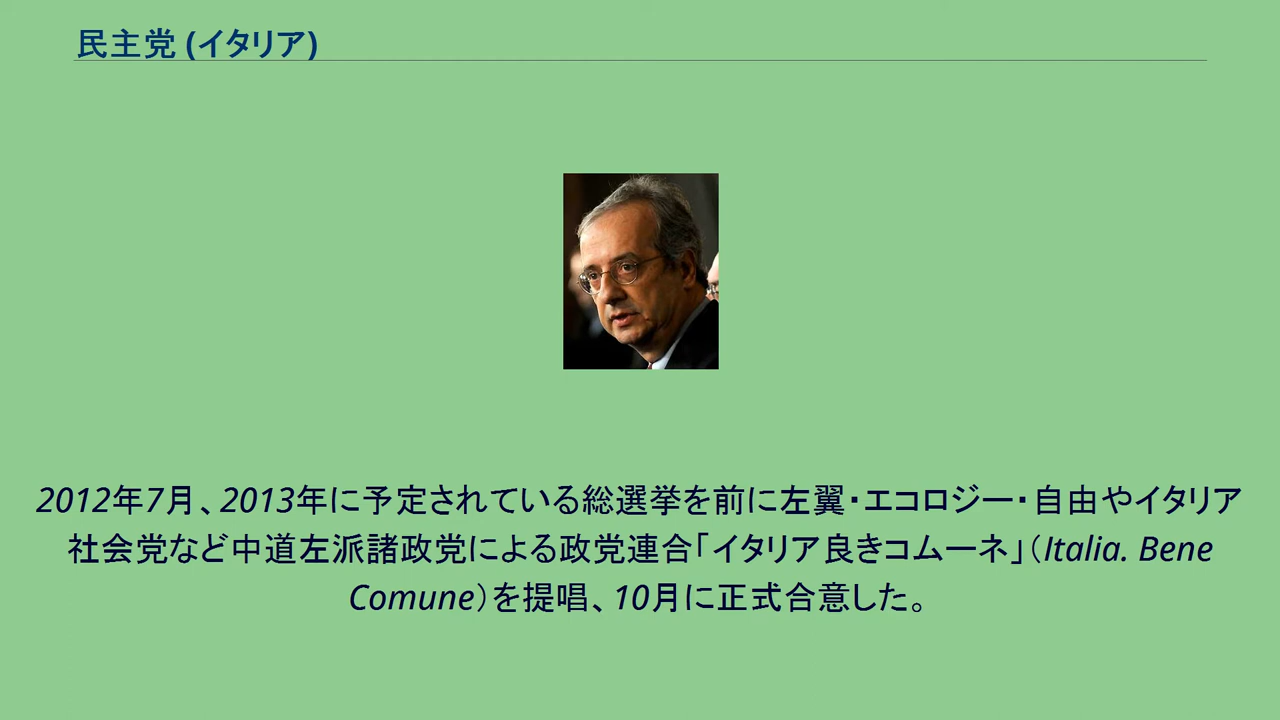 民主党 (イタリア)
2012年7月、2013年に予定されている総選挙を前に左翼・エコロジー・自由やイタリア
社会党など中道左派諸政党による政党連合「イタリア良きコムーネ」（Italia. Bene
Comune）を提唱、10月に正式合意した。